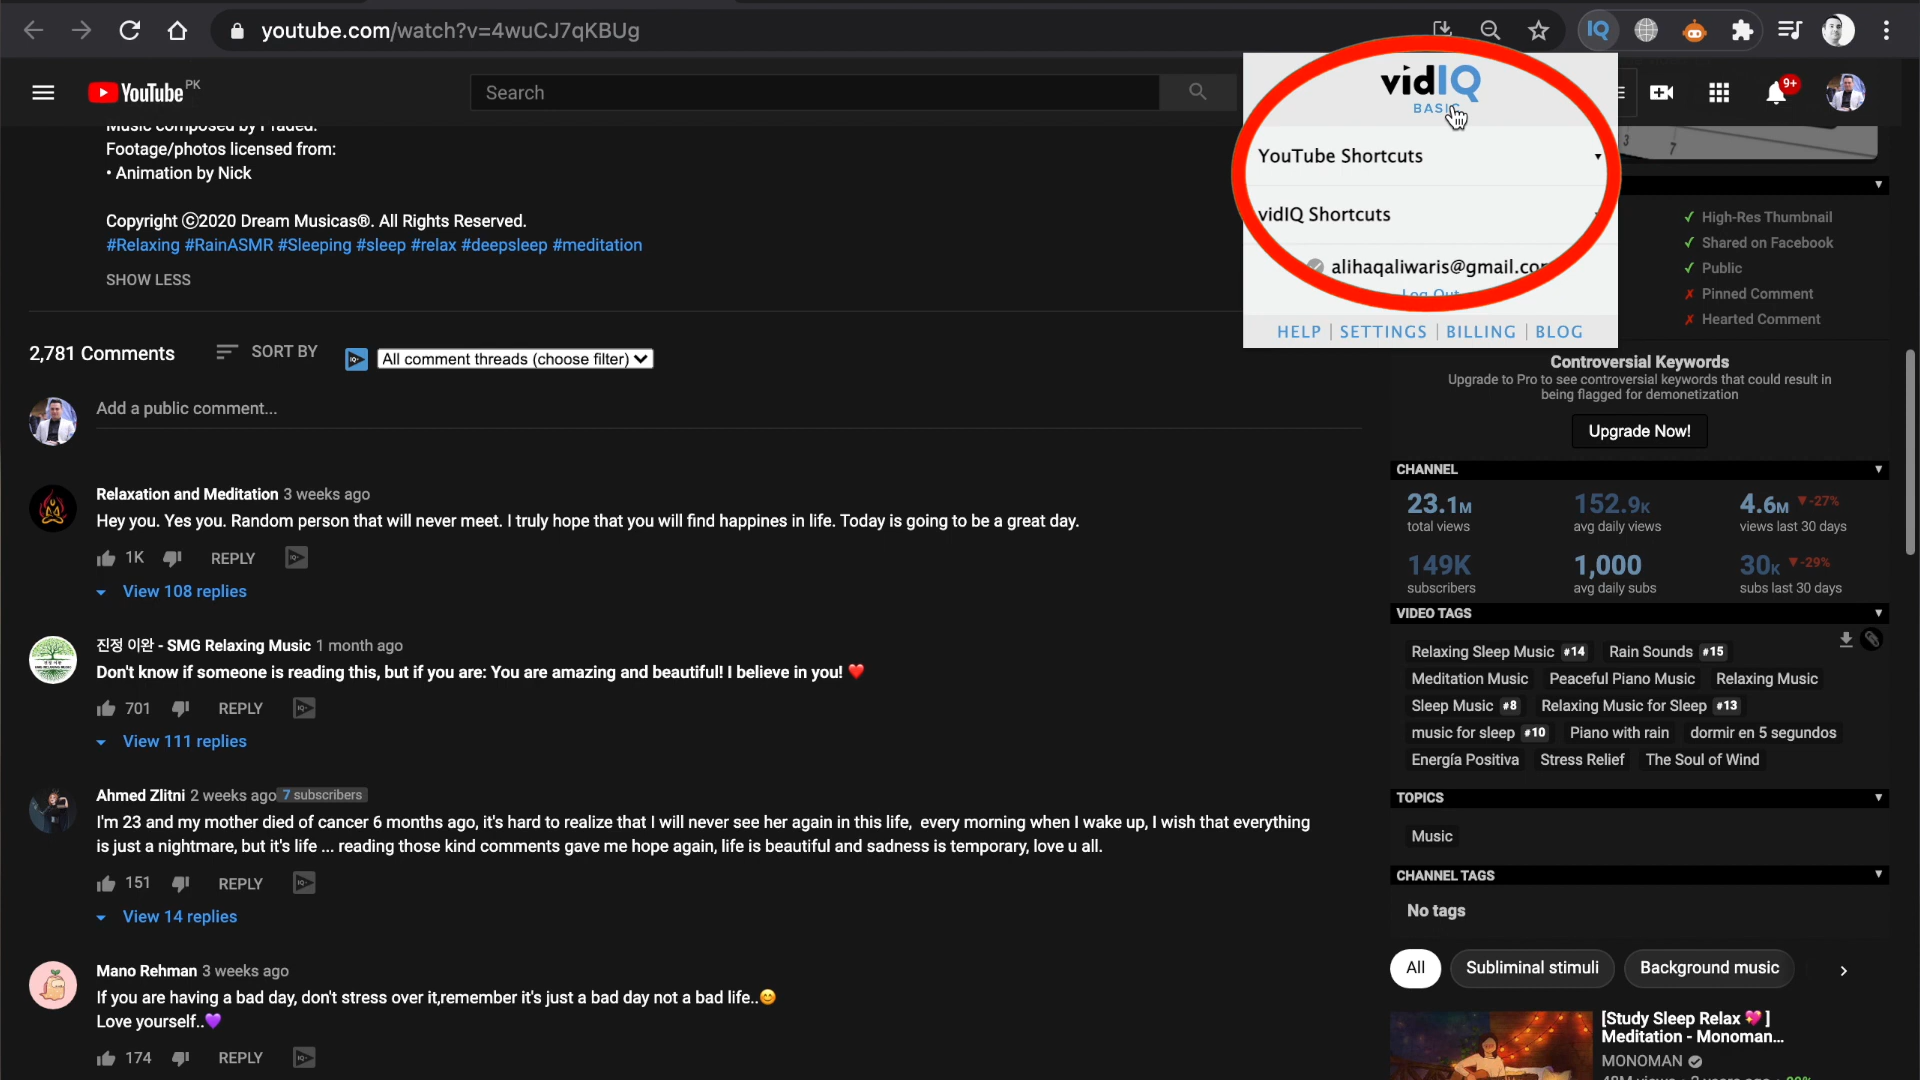 youtube.com/watch?v=4wuCJ7qKBUg
IQ
YouTube PK
Search
9+
vidIQ
BASIC
YouTube Shortcuts
vidIQ Shortcuts
alihaqaliwaris@gmail.com
Log Out
HELP | SETTINGS | BILLING | BLOG
Music composed by
Footage/photos licensed from:
• Animation by Nick
Copyright ©2020 Dream Musicas®. All Rights Reserved.
#Relaxing #RainASMR #Sleeping #sleep #relax #deepsleep #meditation
SHOW LESS
2,781 Comments
SORT BY
All comment threads (choose filter)
Add a public comment...
Relaxation and Meditation 3 weeks ago
Hey you. Yes you. Random person that will never meet. I truly hope that you will find happines in life. Today is going to be a great day.
1K REPLY
View 108 replies
진정 이완 - SMG Relaxing Music 1 month ago
Don't know if someone is reading this, but if you are: You are amazing and beautiful! I believe in you! ❤️
701 REPLY
View 111 replies
Ahmed Zlitni 2 weeks ago 7 subscribers
I'm 23 and my mother died of cancer 6 months ago, it's hard to realize that I will never see her again in this life, every morning when I wake up, I wish that everything
is just a nightmare, but it's life ... reading those kind comments gave me hope again, life is beautiful and sadness is temporary, love u all.
151 REPLY
View 14 replies
Mano Rehman 3 weeks ago
If you are having a bad day, don't stress over it,remember it's just a bad day not a bad life..😊
Love yourself..💜
174 REPLY
3 7
✓ High-Res Thumbnail
✓ Shared on Facebook
✓ Public
✗ Pinned Comment
✗ Hearted Comment
Controversial Keywords
Upgrade to Pro to see controversial keywords that could result in
being flagged for demonetization
Upgrade Now!
CHANNEL
23.1M 152.9K 4.6M ▼-27%
total views avg daily views views last 30 days
149K 1,000 30K ▼-29%
subscribers avg daily subs subs last 30 days
VIDEO TAGS
Relaxing Sleep Music #14 Rain Sounds #15
Meditation Music Peaceful Piano Music Relaxing Music
Sleep Music #8 Relaxing Music for Sleep #13
music for sleep #10 Piano with rain dormir en 5 segundos
Energía Positiva Stress Relief The Soul of Wind
TOPICS
Music
CHANNEL TAGS
No tags
All Subliminal stimuli Background music
[Study Sleep Relax 💖]
Meditation - Monoman...
MONOMAN